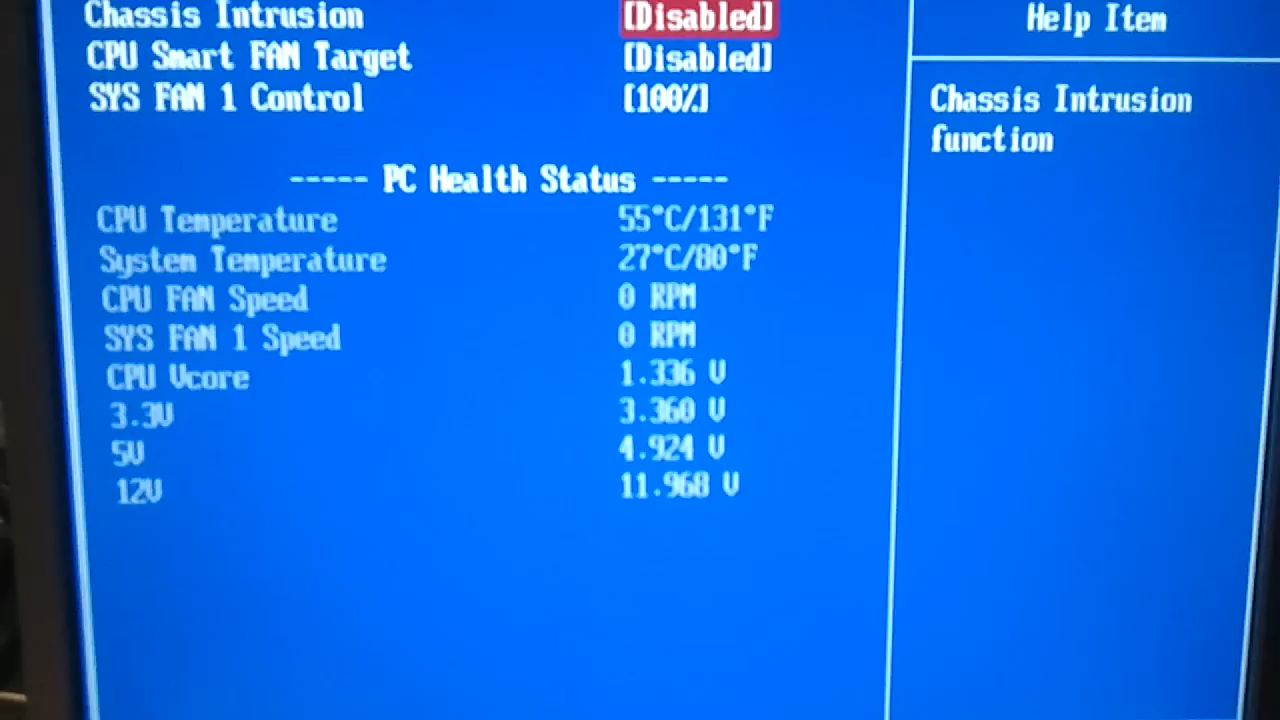 Chassis Intrusion [Disabled]
CPU Smart FAN Target [Disabled]
SYS FAN 1 Control [100%]
----- PC Health Status -----
CPU Temperature 55°C/131°F
System Temperature 27°C/80°F
CPU FAN Speed 0 RPM
SYS FAN 1 Speed 0 RPM
CPU Vcore 1.336 V
3.3V 3.360 V
5V 4.924 V
12V 11.968 V
Help Item
Chassis Intrusion
function